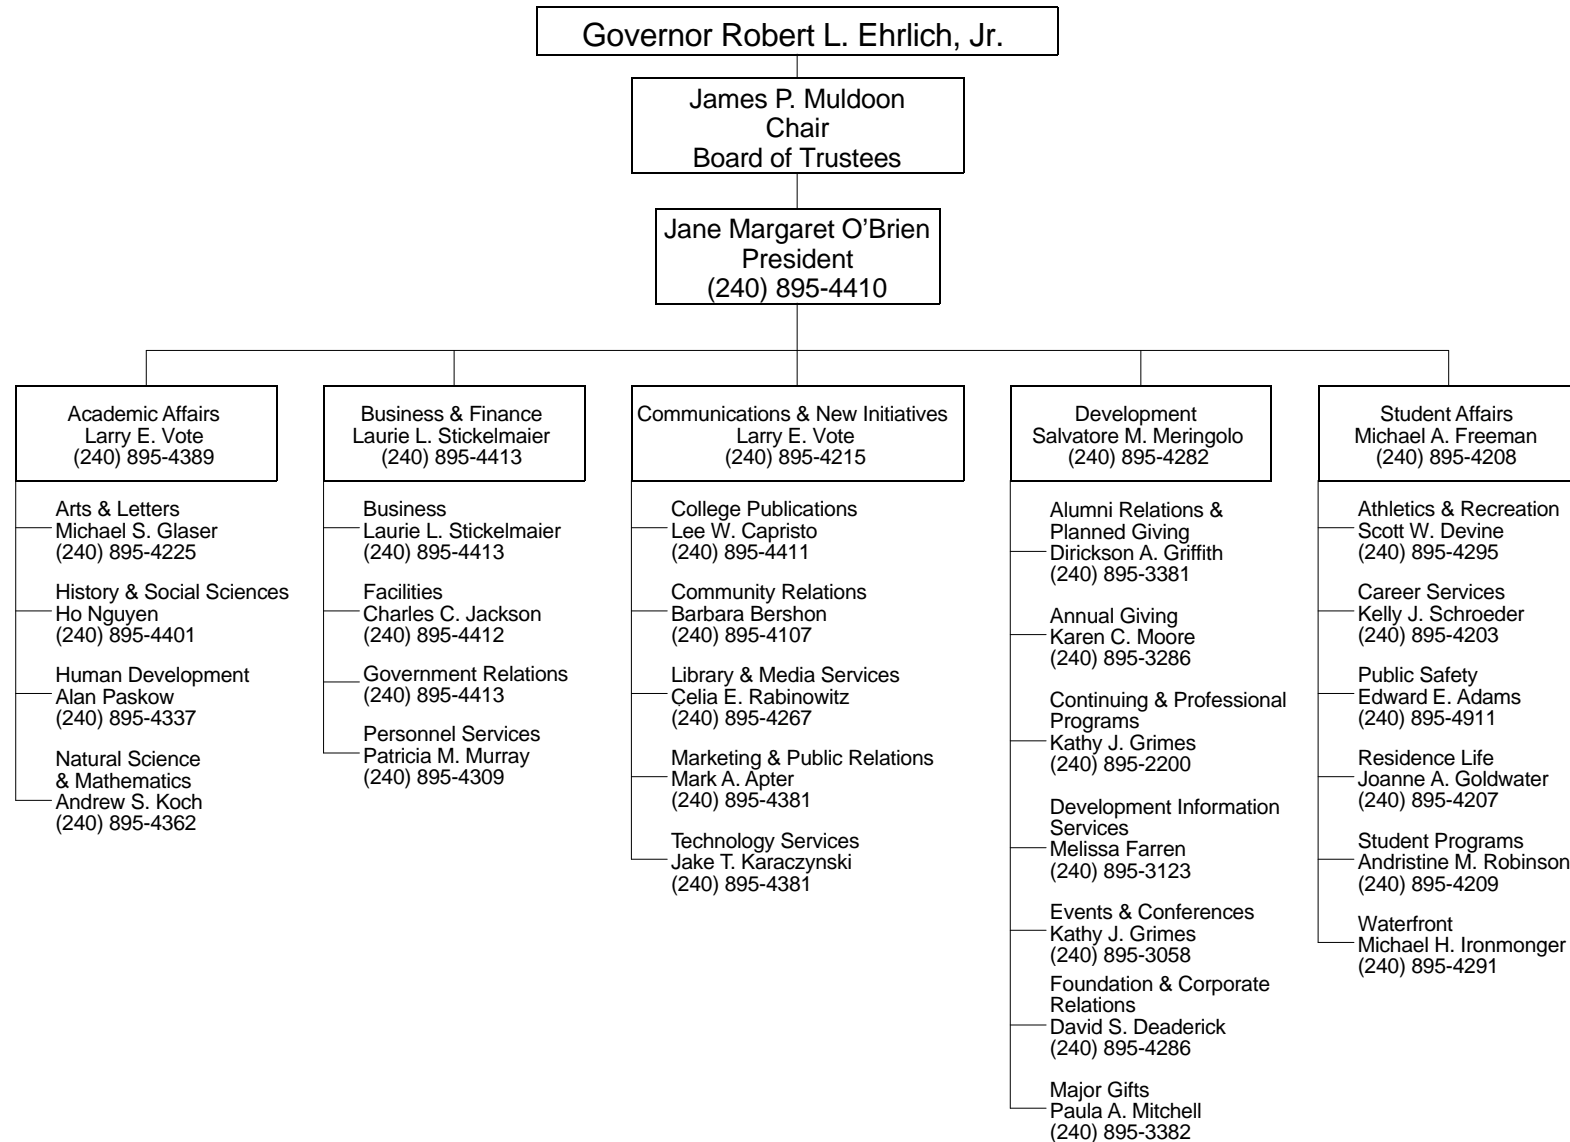 Governor Robert L. Ehrlich, Jr.
James P. Muldoon
Chair
Board of Trustees
Jane Margaret O’Brien
President
(240) 895-4410
Academic Affairs
Larry E. Vote
(240) 895-4389
Arts & Letters
Michael S. Glaser
(240) 895-4225
History & Social Sciences
Ho Nguyen
(240) 895-4401
Human Development
Alan Paskow
(240) 895-4337
Natural Science
& Mathematics
Andrew S. Koch
(240) 895-4362
Business & Finance
Laurie L. Stickelmaier
(240) 895-4413
Business
Laurie L. Stickelmaier
(240) 895-4413
Facilities
Charles C. Jackson
(240) 895-4412
Government Relations
(240) 895-4413
Personnel Services
Patricia M. Murray
(240) 895-4309
Communications & New Initiatives
Larry E. Vote
(240) 895-4215
College Publications
Lee W. Capristo
(240) 895-4411
Community Relations
Barbara Bershon
(240) 895-4107
Library & Media Services
Celia E. Rabinowitz
(240) 895-4267
Marketing & Public Relations
Mark A. Apter
(240) 895-4381
Technology Services
Jake T. Karaczynski
(240) 895-4381
Development
Salvatore M. Meringolo
(240) 895-4282
Alumni Relations &
Planned Giving
Dirickson A. Griffith
(240) 895-3381
Annual Giving
Karen C. Moore
(240) 895-3286
Continuing & Professional
Programs
Kathy J. Grimes
(240) 895-2200
Development Information
Services
Melissa Farren
(240) 895-3123
Events & Conferences
Kathy J. Grimes
(240) 895-3058
Foundation & Corporate
Relations
David S. Deaderick
(240) 895-4286
Major Gifts
Paula A. Mitchell
(240) 895-3382
Student Affairs
Michael A. Freeman
(240) 895-4208
Athletics & Recreation
Scott W. Devine
(240) 895-4295
Career Services
Kelly J. Schroeder
(240) 895-4203
Public Safety
Edward E. Adams
(240) 895-4911
Residence Life
Joanne A. Goldwater
(240) 895-4207
Student Programs
Andristine M. Robinson
(240) 895-4209
Waterfront
Michael H. Ironmonger
(240) 895-4291